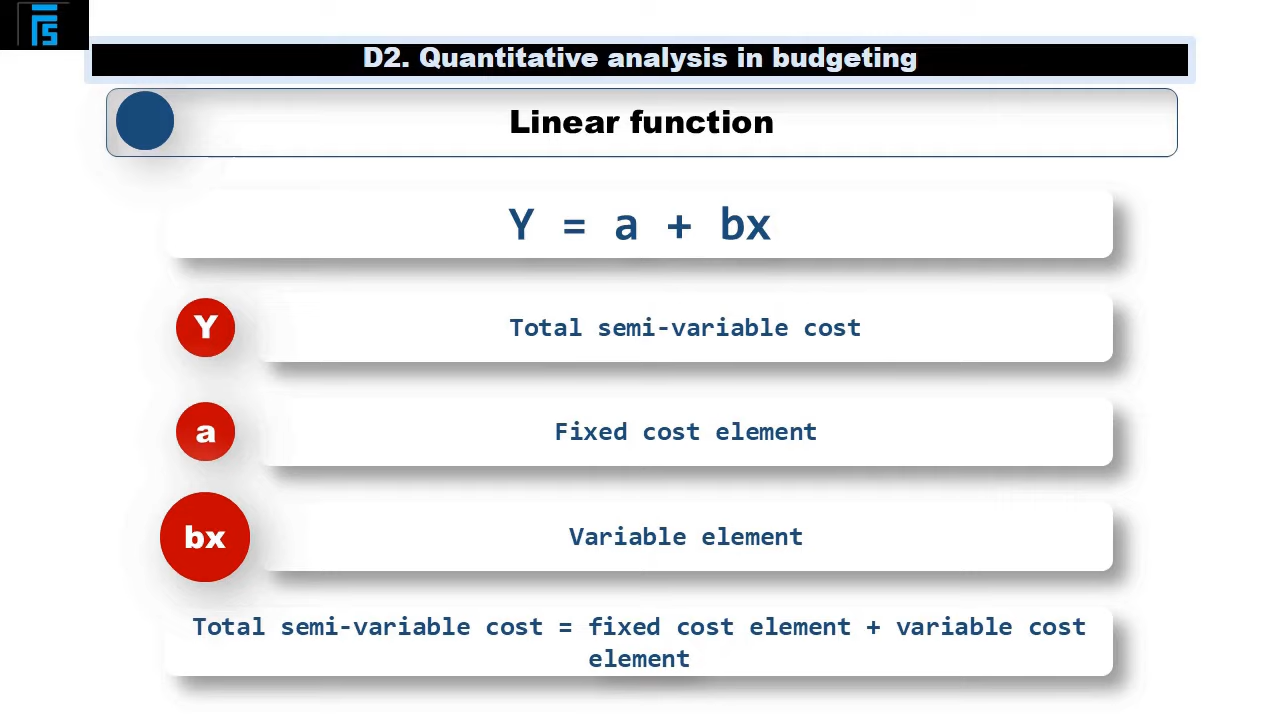 D2. Quantitative analysis in budgeting
Linear function
Y = a + bx
Y
Total semi-variable cost
a
Fixed cost element
bx
Variable element
Total semi-variable cost = fixed cost element + variable cost
element